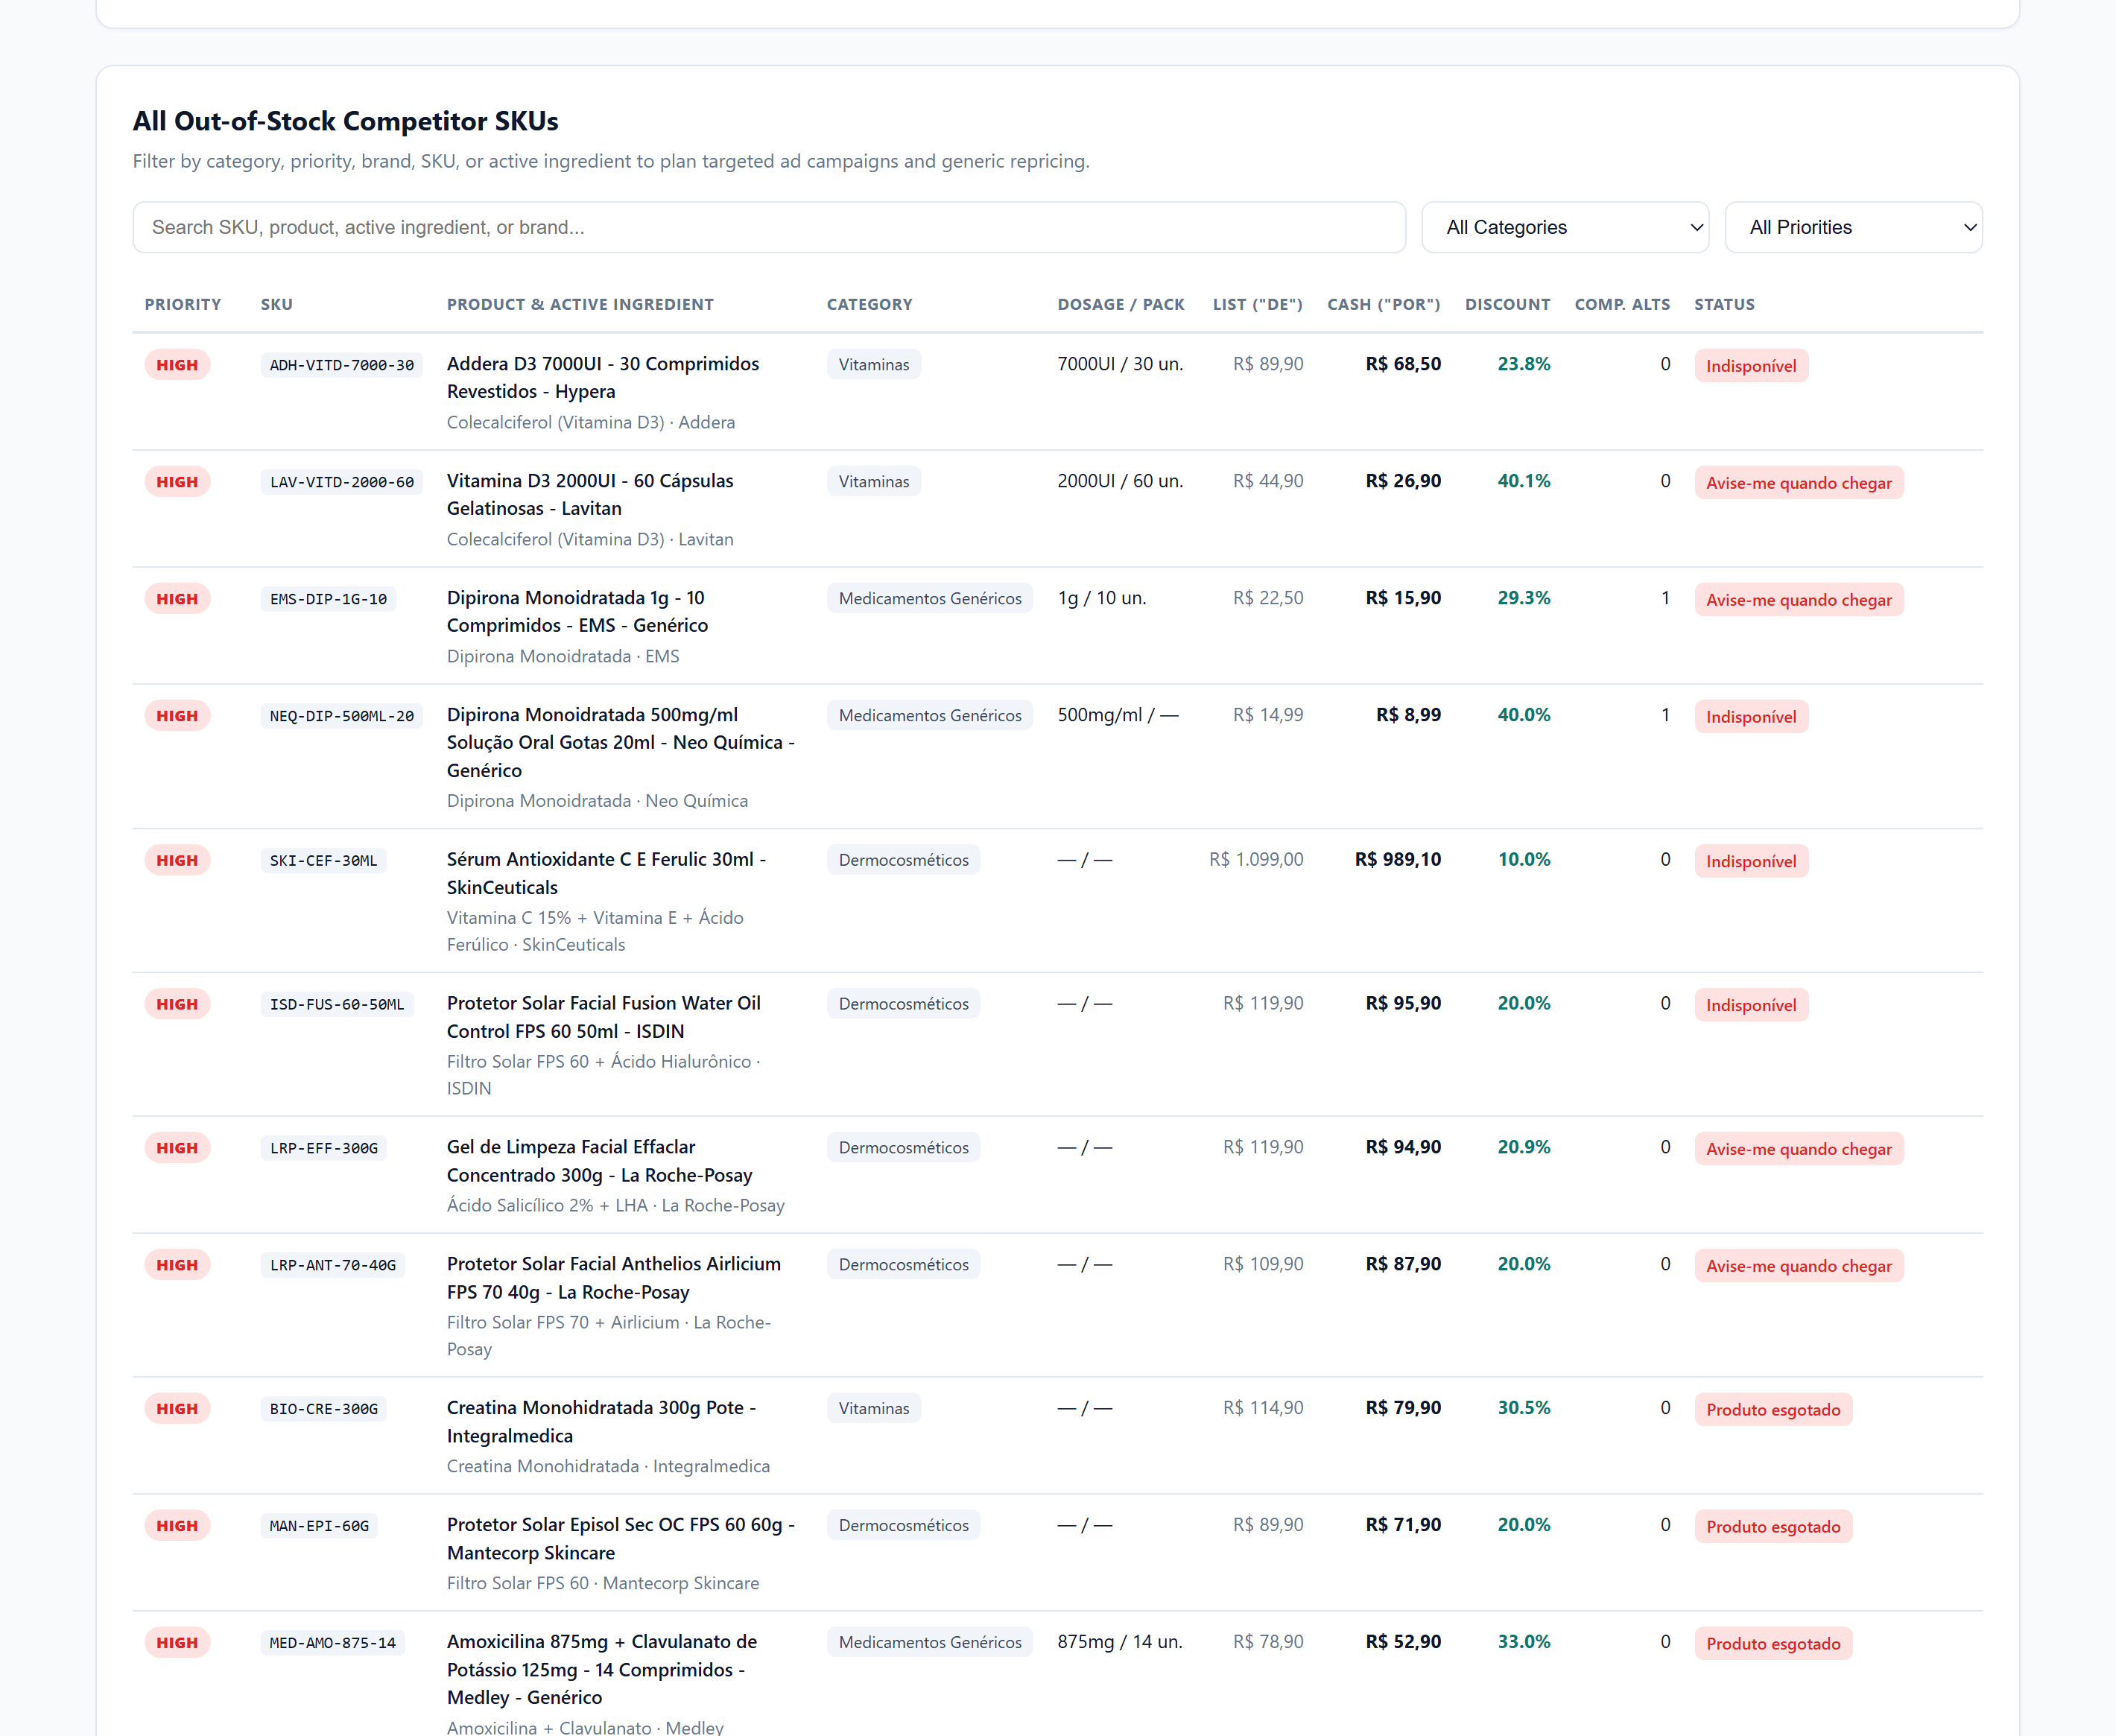 All Out-of-Stock Competitor SKUs
Filter by category, priority, brand, SKU, or active ingredient to plan targeted ad campaigns and generic repricing.
Search SKU, product, active ingredient, or brand...
All Categories
All Priorities
PRIORITY SKU PRODUCT & ACTIVE INGREDIENT CATEGORY DOSAGE / PACK LIST ("DE") CASH ("POR") DISCOUNT COMP. ALTS STATUS
HIGH ADH-VITD-7000-30 Addera D3 7000UI - 30 Comprimidos Vitaminas 7000UI / 30 un. R$ 89,90 R$ 68,50 23.8% 0 Indisponível
Revestidos - Hypera
Colecalciferol (Vitamina D3) · Addera
HIGH LAV-VITD-2000-60 Vitamina D3 2000UI - 60 Cápsulas Vitaminas 2000UI / 60 un. R$ 44,90 R$ 26,90 40.1% 0 Avise-me quando chegar
Gelatinosas - Lavitan
Colecalciferol (Vitamina D3) · Lavitan
HIGH EMS-DIP-1G-10 Dipirona Monoidratada 1g - 10 Medicamentos Genéricos 1g / 10 un. R$ 22,50 R$ 15,90 29.3% 1 Avise-me quando chegar
Comprimidos - EMS - Genérico
Dipirona Monoidratada · EMS
HIGH NEQ-DIP-500ML-20 Dipirona Monoidratada 500mg/ml Medicamentos Genéricos 500mg/ml / — R$ 14,99 R$ 8,99 40.0% 1 Indisponível
Solução Oral Gotas 20ml - Neo Química -
Genérico
Dipirona Monoidratada · Neo Química
HIGH SKI-CEF-30ML Sérum Antioxidante C E Ferulic 30ml - Dermocosméticos — / — R$ 1.099,00 R$ 989,10 10.0% 0 Indisponível
SkinCeuticals
Vitamina C 15% + Vitamina E + Ácido
Ferúlico · SkinCeuticals
HIGH ISD-FUS-60-50ML Protetor Solar Facial Fusion Water Oil Dermocosméticos — / — R$ 119,90 R$ 95,90 20.0% 0 Indisponível
Control FPS 60 50ml - ISDIN
Filtro Solar FPS 60 + Ácido Hialurônico ·
ISDIN
HIGH LRP-EFF-300G Gel de Limpeza Facial Effaclar Dermocosméticos — / — R$ 119,90 R$ 94,90 20.9% 0 Avise-me quando chegar
Concentrado 300g - La Roche-Posay
Ácido Salicílico 2% + LHA · La Roche-Posay
HIGH LRP-ANT-70-40G Protetor Solar Facial Anthelios Airlicium Dermocosméticos — / — R$ 109,90 R$ 87,90 20.0% 0 Avise-me quando chegar
FPS 70 40g - La Roche-Posay
Filtro Solar FPS 70 + Airlicium · La Roche-
Posay
HIGH BIO-CRE-300G Creatina Monohidratada 300g Pote - Vitaminas — / — R$ 114,90 R$ 79,90 30.5% 0 Produto esgotado
Integralmedica
Creatina Monohidratada · Integralmedica
HIGH MAN-EPI-60G Protetor Solar Episol Sec OC FPS 60 60g - Dermocosméticos — / — R$ 89,90 R$ 71,90 20.0% 0 Produto esgotado
Mantecorp Skincare
Filtro Solar FPS 60 · Mantecorp Skincare
HIGH MED-AMO-875-14 Amoxicilina 875mg + Clavulanato de Medicamentos Genéricos 875mg / 14 un. R$ 78,90 R$ 52,90 33.0% 0 Produto esgotado
Potássio 125mg - 14 Comprimidos -
Medley - Genérico
Amoxicilina + Clavulanato · Medley